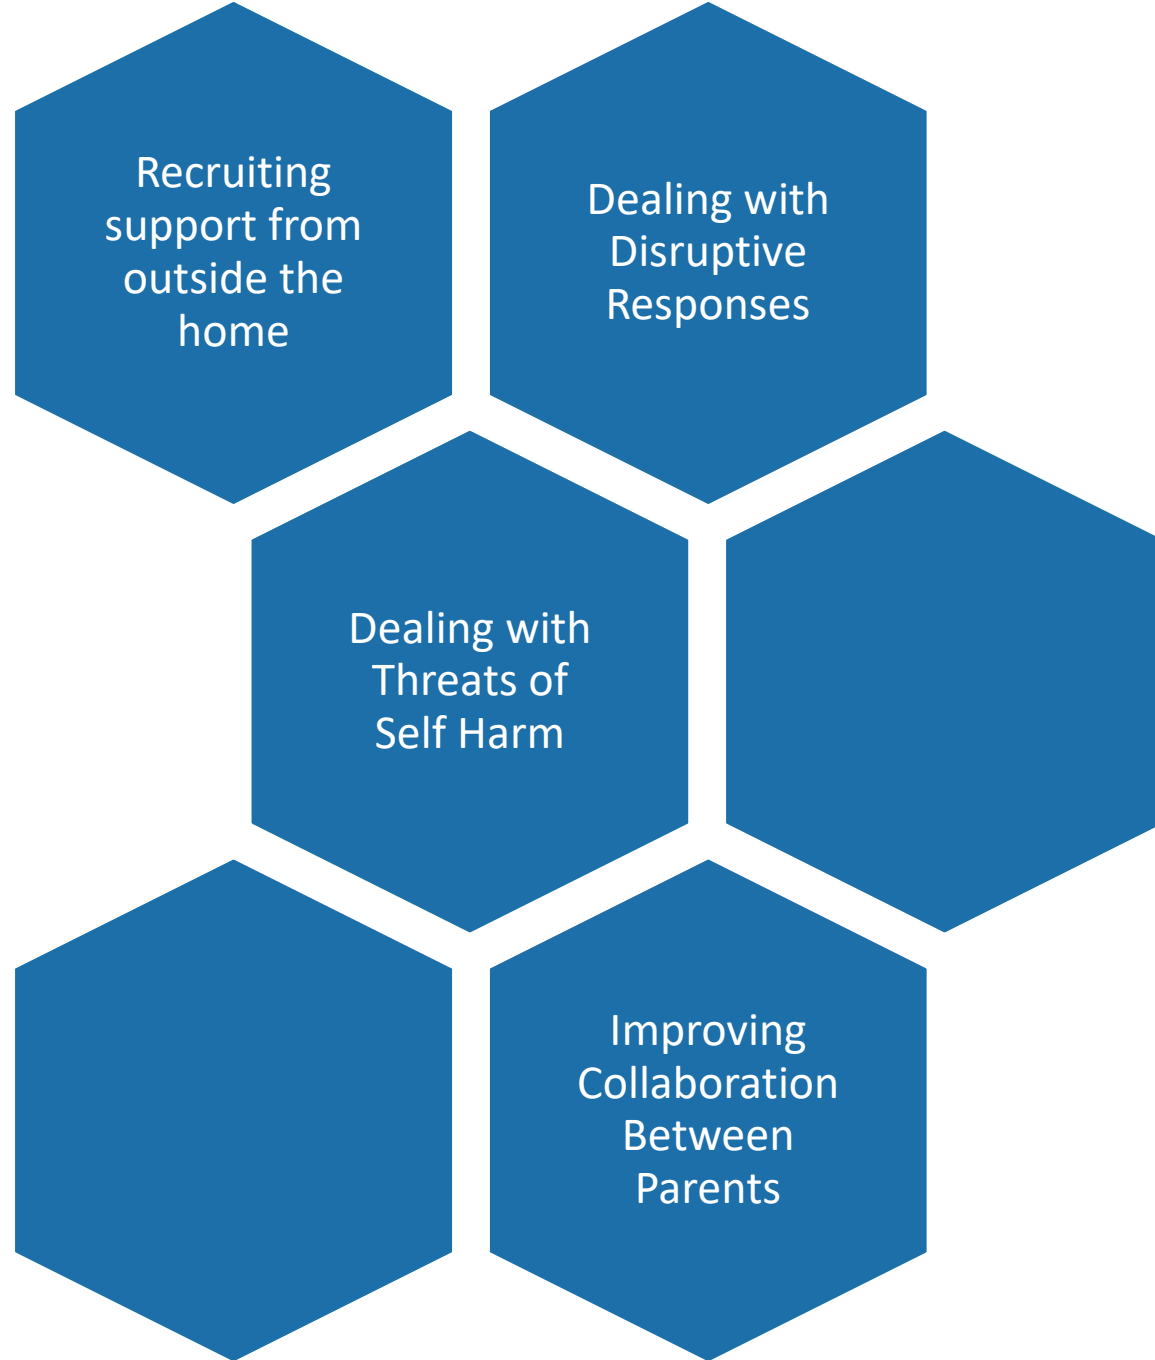 Recruiting
support from
outside the
home
Dealing with
Disruptive
Responses
Dealing with
Threats of
Self Harm
Improving
Collaboration
Between
Parents